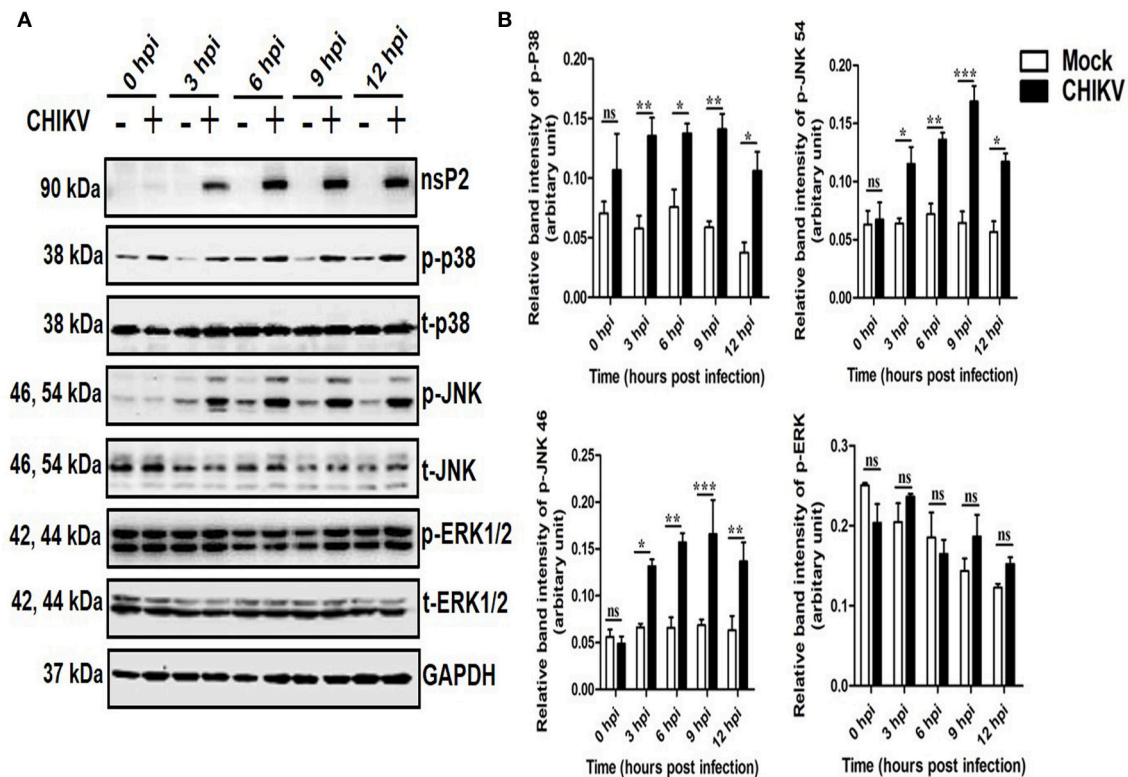 A
0 hpi 3 hpi 6 hpi 9 hpi 12 hpi
CHIKV - + - + - + - + - +
90 kDa nsP2
38 kDa p-p38
38 kDa t-p38
46, 54 kDa p-JNK
46, 54 kDa t-JNK
42, 44 kDa p-ERK1/2
42, 44 kDa t-ERK1/2
37 kDa GAPDH
B
Relative band intensity of p-P38
(arbitary unit)
0.20
0.15
0.10
0.05
0.00
ns ** * ** *
0 hpi 3 hpi 6 hpi 9 hpi 12 hpi
Time (hours post infection)
Relative band intensity of p-JNK 54
(arbitary unit)
0.20
0.15
0.10
0.05
0.00
ns * ** *** *
0 hpi 3 hpi 6 hpi 9 hpi 12 hpi
Time (hours post infection)
Mock
CHIKV
Relative band intensity of p-JNK 46
(arbitary unit)
0.25
0.20
0.15
0.10
0.05
0.00
ns * ** *** **
0 hpi 3 hpi 6 hpi 9 hpi 12 hpi
Time (hours post infection)
Relative band intensity of p-ERK
(arbitary unit)
0.3
0.2
0.1
0.0
ns ns ns ns ns
0 hpi 3 hpi 6 hpi 9 hpi 12 hpi
Time (hours post infection)